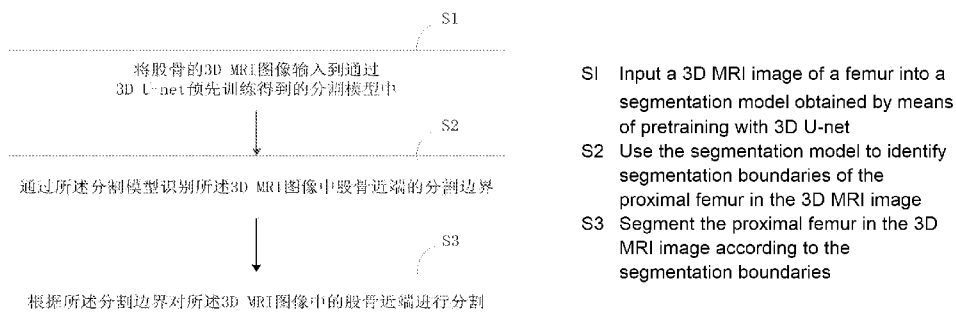 S1
将股骨的3D MRI图像输入到通过
3D U-net预先训练得到的分割模型中
S2
通过所述分割模型识别所述3D MRI图像中股骨近端的分割边界
S3
根据所述分割边界对所述3D MRI图像中的股骨近端进行分割
SI Input a 3D MRI image of a femur into a
segmentation model obtained by means
of pretraining with 3D U-net
S2 Use the segmentation model to identify
segmentation boundaries of the
proximal femur in the 3D MRI image
S3 Segment the proximal femur in the 3D
MRI image according to the
segmentation boundaries